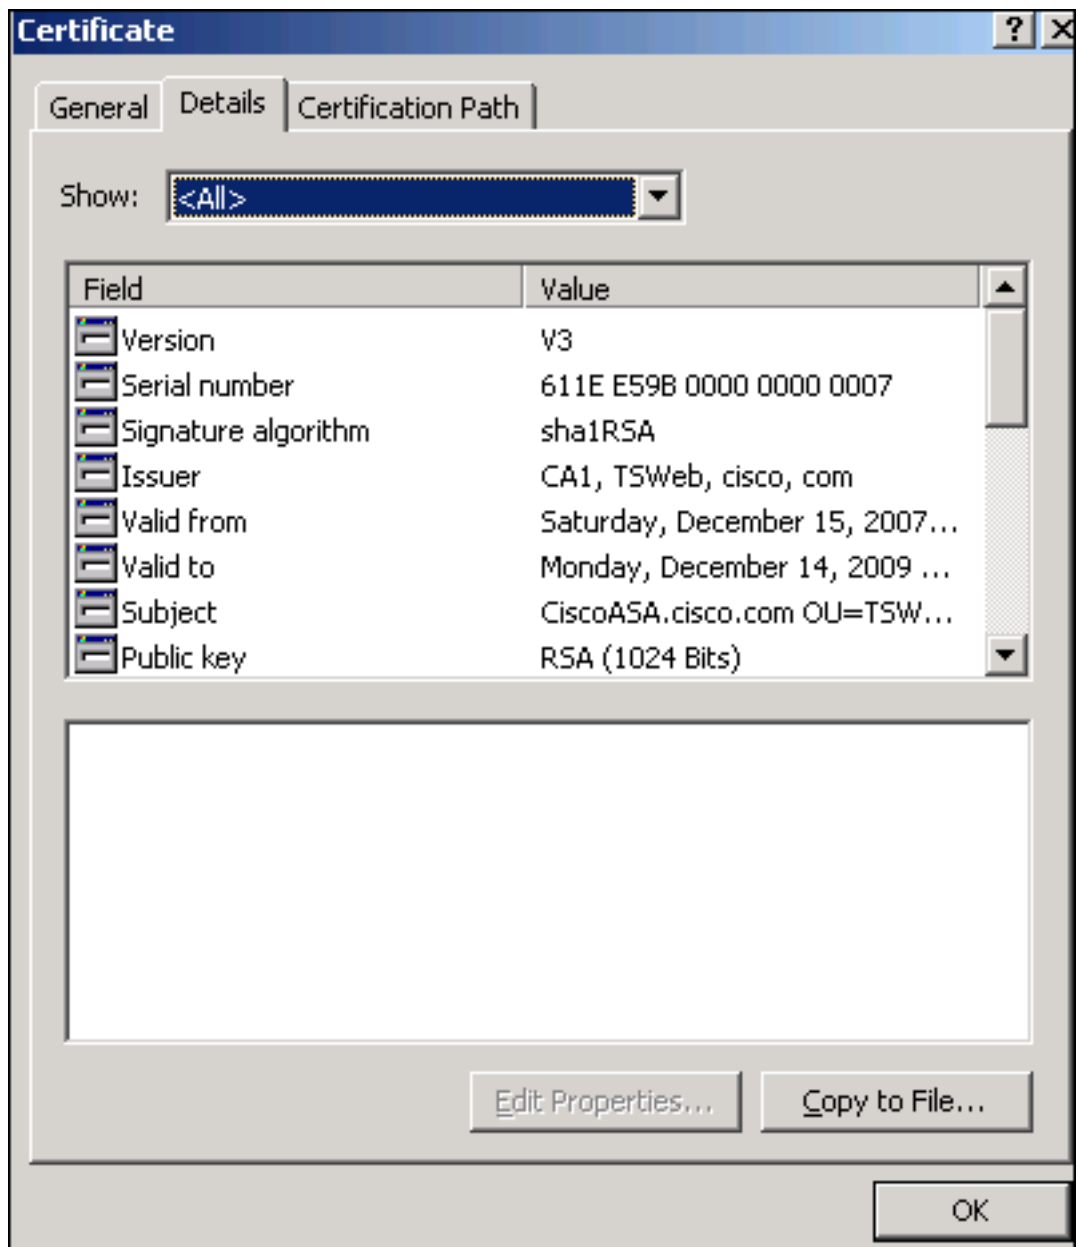 Certificate
General Details Certification Path
Show: <All>
Field Value
Version V3
Serial number 611E E59B 0000 0000 0007
Signature algorithm sha1RSA
Issuer CA1, TSWeb, cisco, com
Valid from Saturday, December 15, 2007...
Valid to Monday, December 14, 2009 ...
Subject CiscoASA.cisco.com OU=TSW...
Public key RSA (1024 Bits)
Edit Properties... Copy to File...
OK